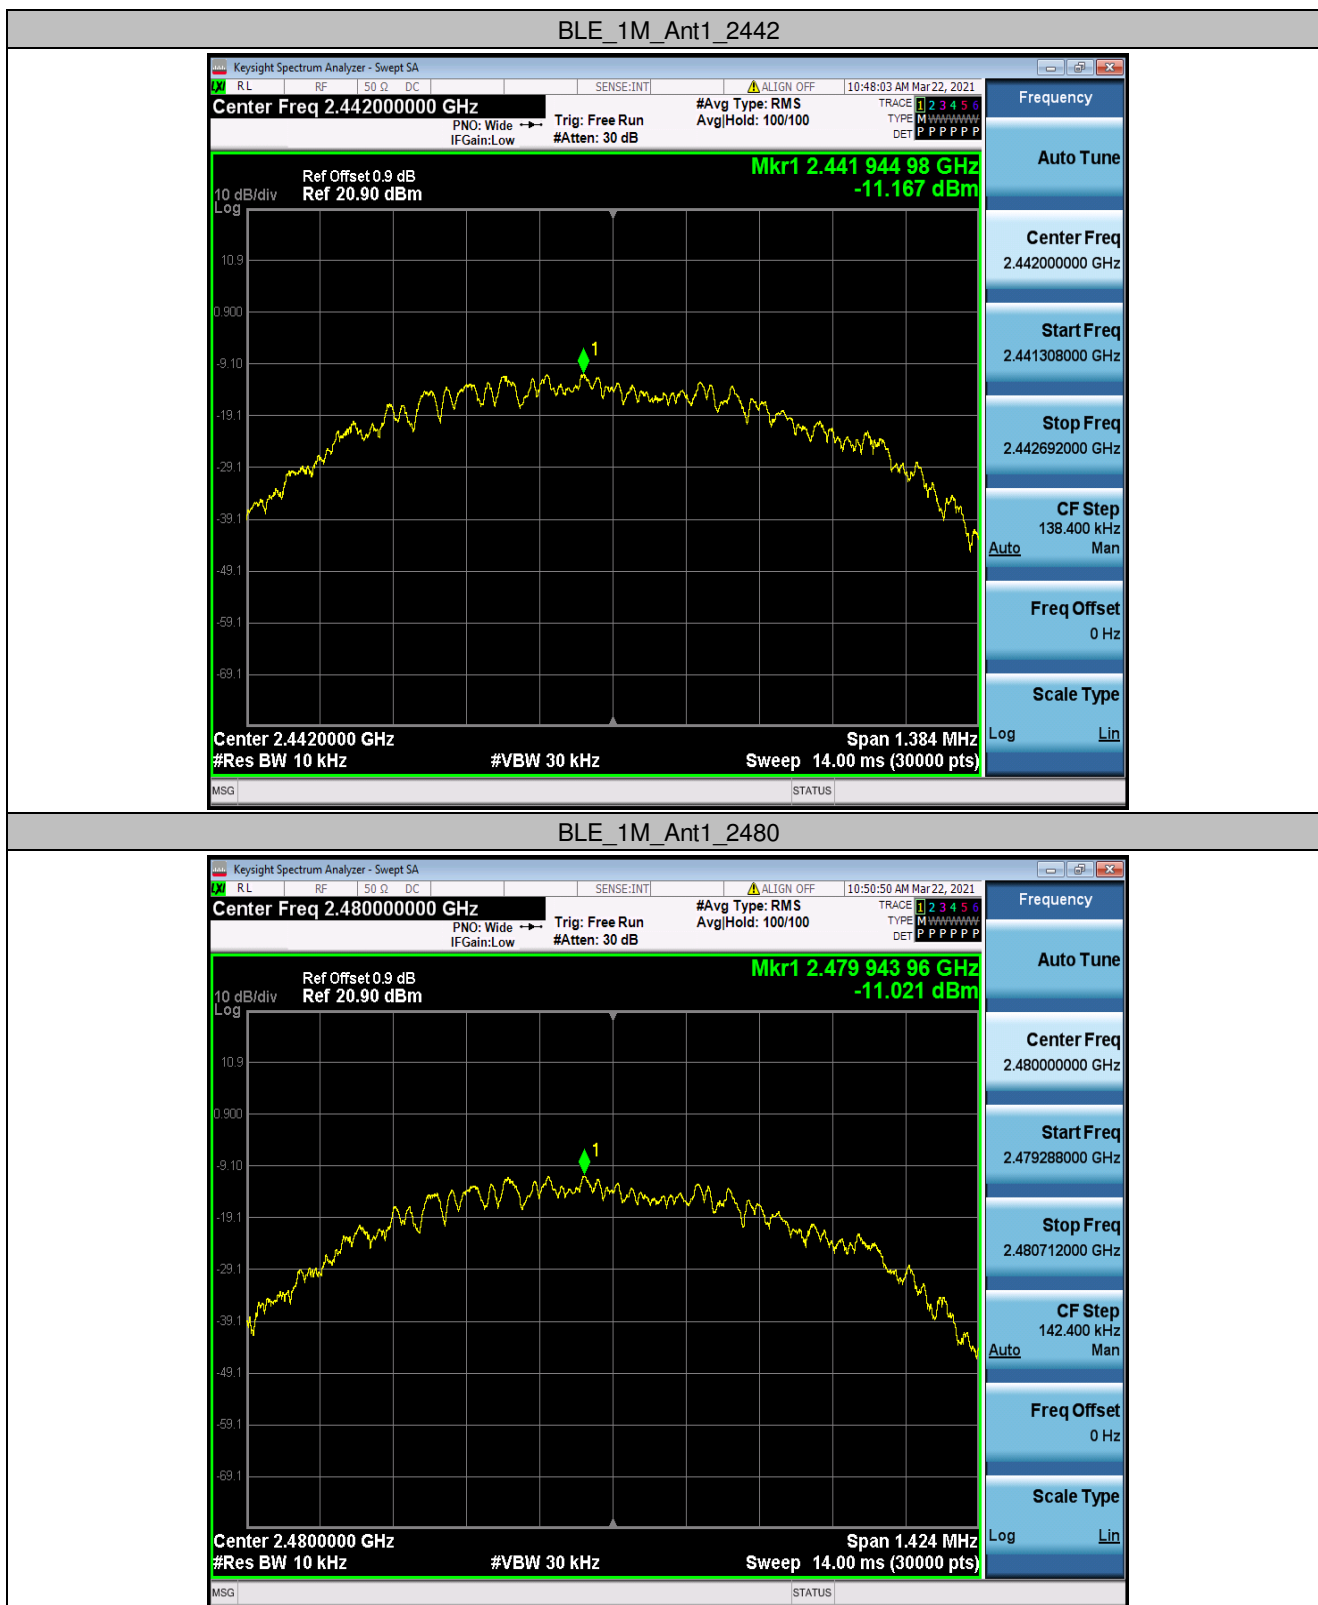 BLE_1M_Ant1_2442
Keysight Spectrum Analyzer - Swept SA
LXI RL RF 50 Ω DC SENSE:INT ALIGN OFF 10:48:03 AM Mar 22, 2021
Center Freq 2.442000000 GHz #Avg Type: RMS TRACE 1 2 3 4 5 6
PNO: Wide Trig: Free Run Avg|Hold: 100/100 TYPE M WWWWW
IFGain:Low #Atten: 30 dB DET P P P P P P
Frequency
Auto Tune
Mkr1 2.441 944 98 GHz
-11.167 dBm
Ref Offset 0.9 dB
10 dB/div Ref 20.90 dBm
Log
10.9
0.900
-9.10
-19.1
-29.1
-39.1
-49.1
-59.1
-69.1
1
Center Freq
2.442000000 GHz
Start Freq
2.441308000 GHz
Stop Freq
2.442692000 GHz
CF Step
138.400 kHz
Auto Man
Freq Offset
0 Hz
Scale Type
Log Lin
Center 2.4420000 GHz Span 1.384 MHz
#Res BW 10 kHz #VBW 30 kHz Sweep 14.00 ms (30000 pts)
MSG STATUS
BLE_1M_Ant1_2480
Keysight Spectrum Analyzer - Swept SA
LXI RL RF 50 Ω DC SENSE:INT ALIGN OFF 10:50:50 AM Mar 22, 2021
Center Freq 2.480000000 GHz #Avg Type: RMS TRACE 1 2 3 4 5 6
PNO: Wide Trig: Free Run Avg|Hold: 100/100 TYPE M WWWWW
IFGain:Low #Atten: 30 dB DET P P P P P P
Frequency
Auto Tune
Mkr1 2.479 943 96 GHz
-11.021 dBm
Ref Offset 0.9 dB
10 dB/div Ref 20.90 dBm
Log
10.9
0.900
-9.10
-19.1
-29.1
-39.1
-49.1
-59.1
-69.1
1
Center Freq
2.480000000 GHz
Start Freq
2.479288000 GHz
Stop Freq
2.480712000 GHz
CF Step
142.400 kHz
Auto Man
Freq Offset
0 Hz
Scale Type
Log Lin
Center 2.4800000 GHz Span 1.424 MHz
#Res BW 10 kHz #VBW 30 kHz Sweep 14.00 ms (30000 pts)
MSG STATUS